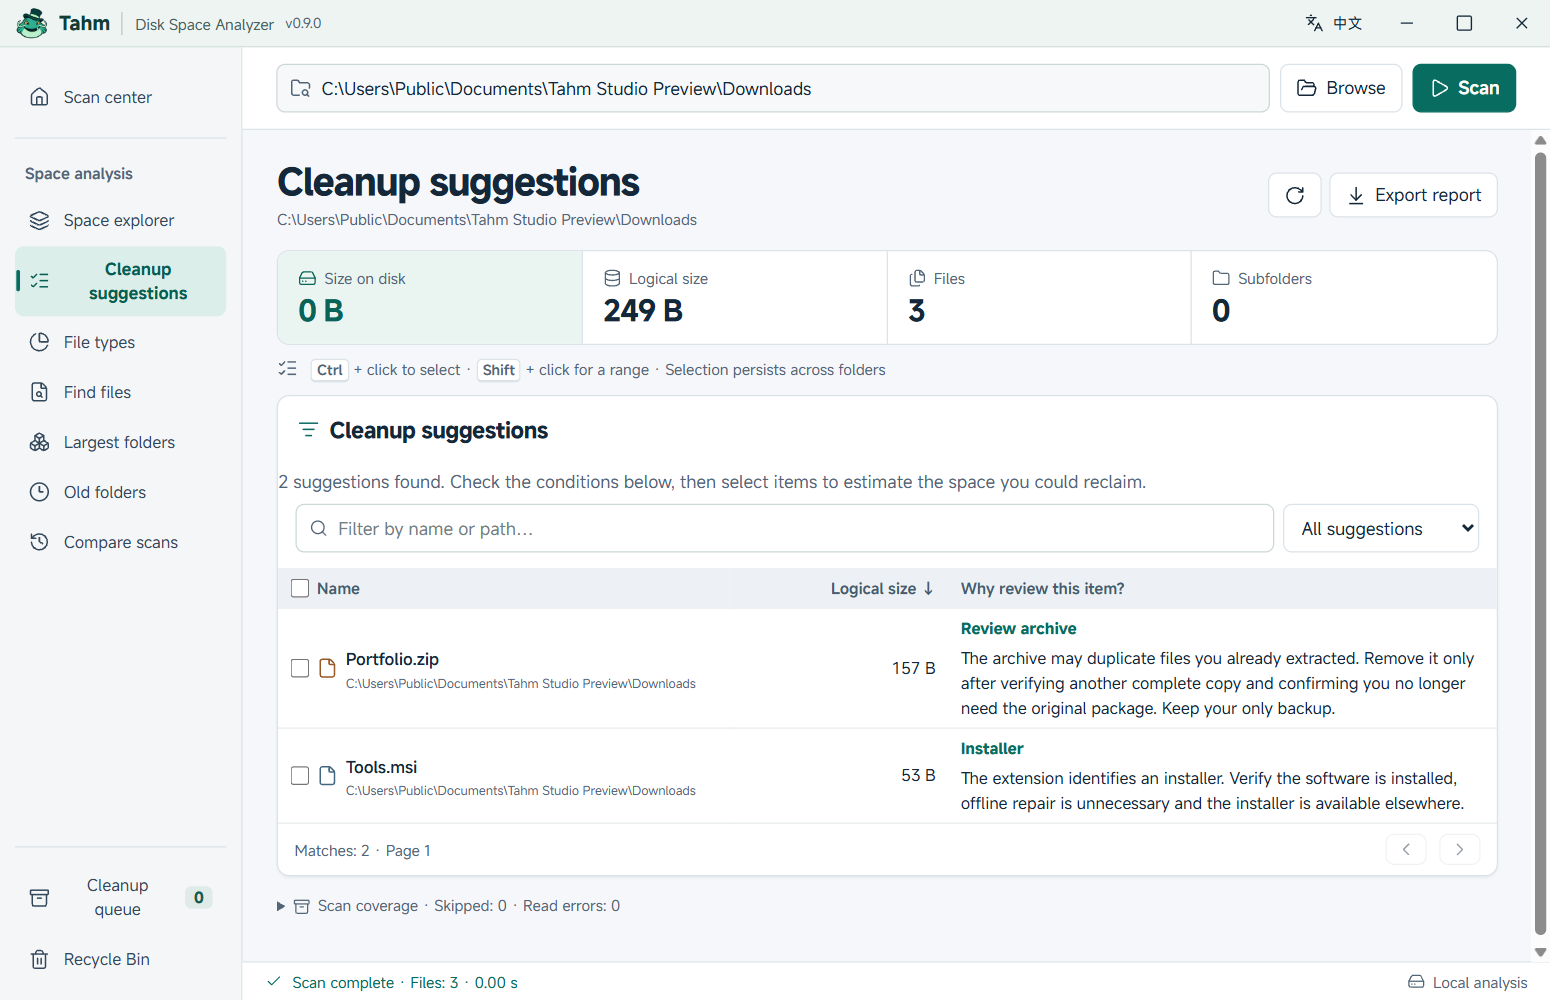 Tahm
Disk Space Analyzer
v0.9.0
中文
Scan center
Space analysis
Space explorer
Cleanup
suggestions
File types
Find files
Largest folders
Old folders
Compare scans
Cleanup
queue
0
Recycle Bin
C:\Users\Public\Documents\Tahm Studio Preview\Downloads
Browse
Scan
Cleanup suggestions
C:\Users\Public\Documents\Tahm Studio Preview\Downloads
Export report
Size on disk
0 B
Logical size
249 B
Files
3
Subfolders
0
Ctrl + click to select · Shift + click for a range · Selection persists across folders
Cleanup suggestions
2 suggestions found. Check the conditions below, then select items to estimate the space you could reclaim.
Filter by name or path...
All suggestions
Name
Logical size ↓
Why review this item?
Portfolio.zip
C:\Users\Public\Documents\Tahm Studio Preview\Downloads
157 B
Review archive
The archive may duplicate files you already extracted. Remove it only
after verifying another complete copy and confirming you no longer
need the original package. Keep your only backup.
Tools.msi
C:\Users\Public\Documents\Tahm Studio Preview\Downloads
53 B
Installer
The extension identifies an installer. Verify the software is installed,
offline repair is unnecessary and the installer is available elsewhere.
Matches: 2 · Page 1
Scan coverage · Skipped: 0 · Read errors: 0
Scan complete · Files: 3 · 0.00 s
Local analysis